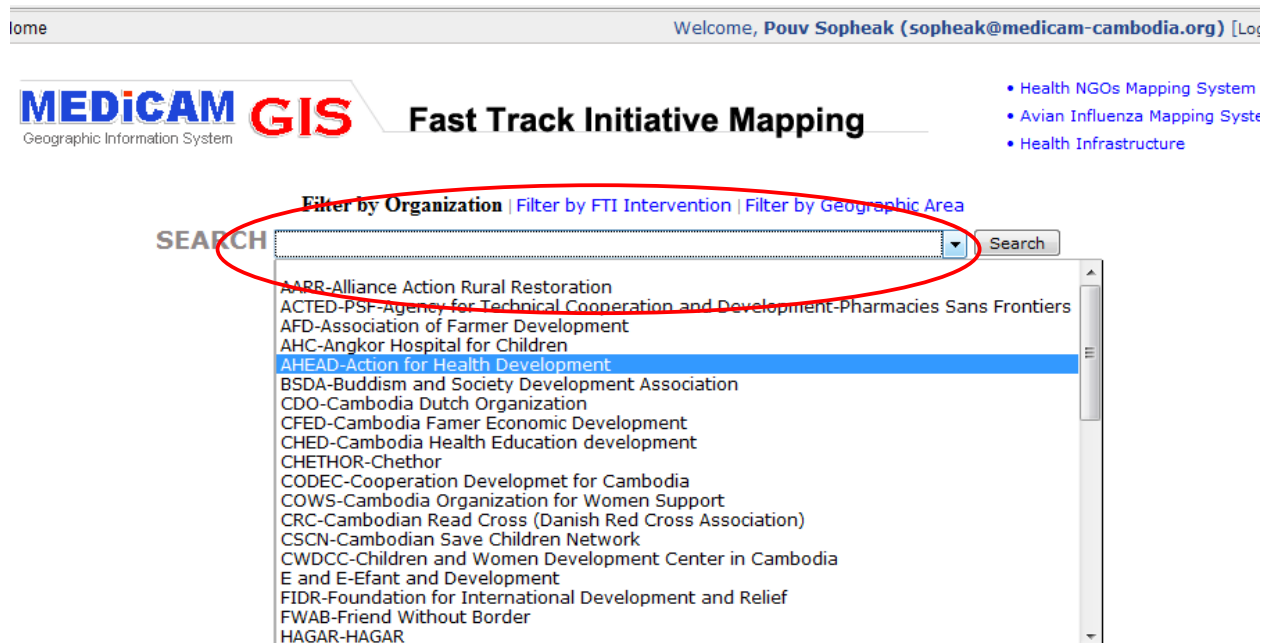 Home Welcome, Pouv Sopheak (sopheak@medicam-cambodia.org) [Log
MEDiCAM GIS
Geographic Information System
Fast Track Initiative Mapping
• Health NGOs Mapping System
• Avian Influenza Mapping Syste
• Health Infrastructure
Filter by Organization | Filter by FTI Intervention | Filter by Geographic Area
SEARCH Search
AARR-Alliance Action Rural Restoration
ACTED-PSF-Agency for Technical Cooperation and Development-Pharmacies Sans Frontiers
AFD-Association of Farmer Development
AHC-Angkor Hospital for Children
AHEAD-Action for Health Development
BSDA-Buddism and Society Development Association
CDO-Cambodia Dutch Organization
CFED-Cambodia Famer Economic Development
CHED-Cambodia Health Education development
CHETHOR-Chethor
CODEC-Cooperation Developmet for Cambodia
COWS-Cambodia Organization for Women Support
CRC-Cambodian Read Cross (Danish Red Cross Association)
CSCN-Cambodian Save Children Network
CWDCC-Children and Women Development Center in Cambodia
E and E-Efant and Development
FIDR-Foundation for International Development and Relief
FWAB-Friend Without Border
HAGAR-HAGAR